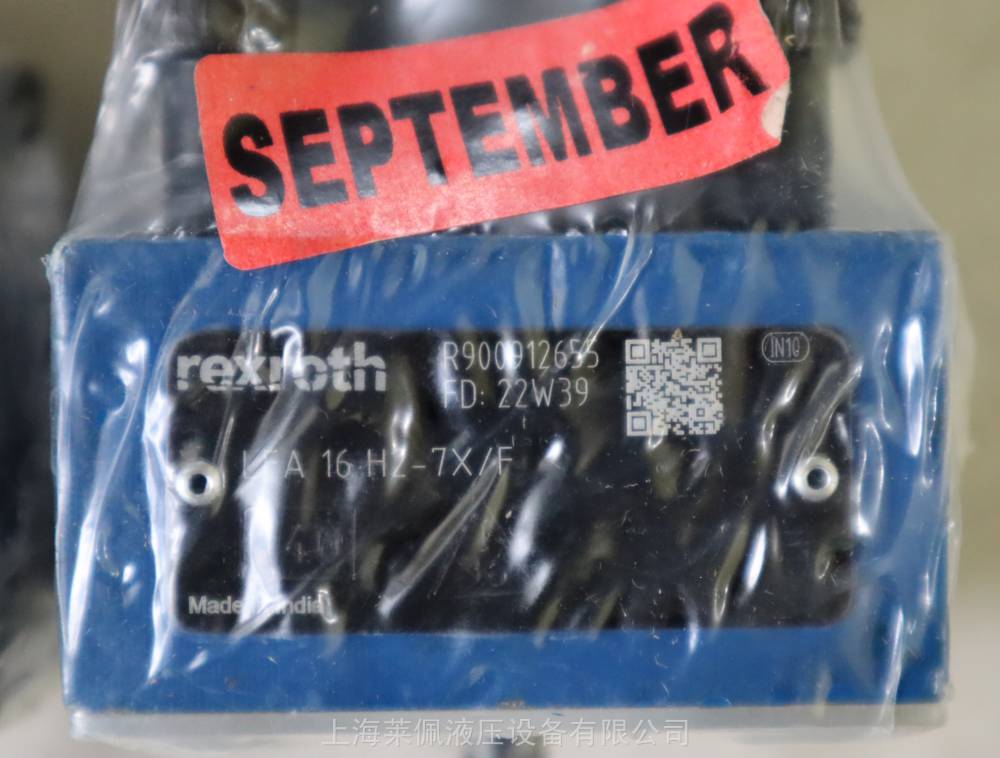 SEPTEMBER
rexroth
R900912655
FD: 22W39
IN10
LFA 16 H2-7X/F
Made India
上海莱佩液压设备有限公司